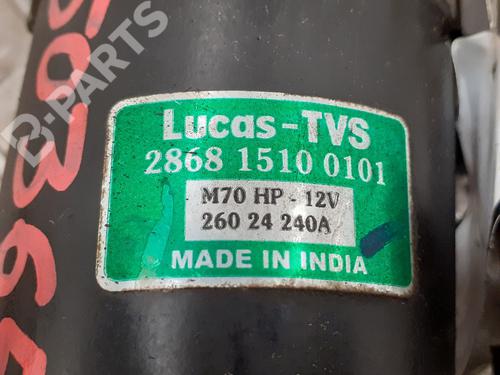 B-PARTS
Lucas-TVS
2868 1510 0101
M70 HP - 12V
260 24 240A
MADE IN INDIA